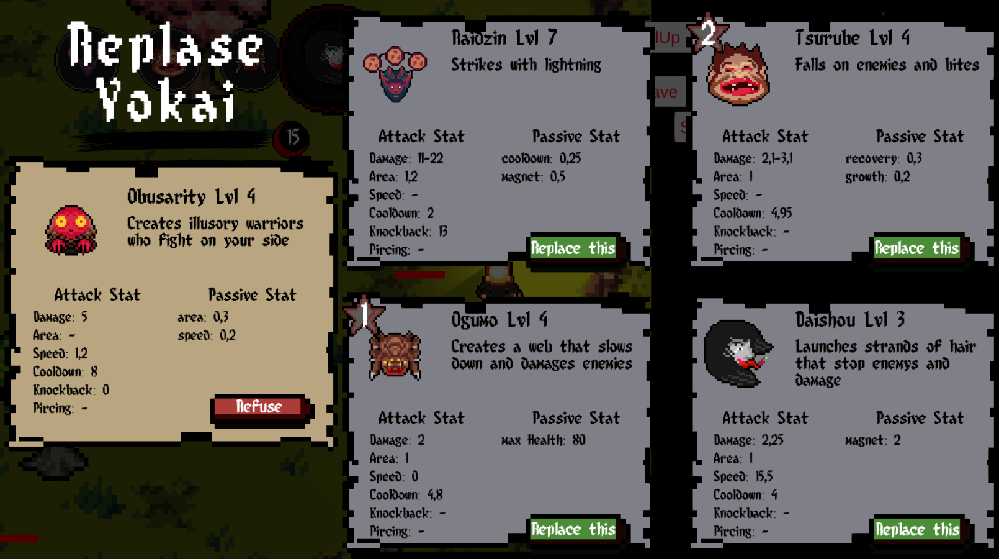 Replase
Yokai
15
Obusarity Lvl 4
Creates illusory warriors
who fight on your side
Attack Stat
Passive Stat
Damage: 5
Area: -
Speed: 1,2
Cooldown: 8
Knockback: 0
Pircing: -
area: 0,3
speed: 0,2
Refuse
Raidzin Lvl 7
Strikes with lightning
Attack Stat
Passive Stat
Damage: 11-22
Area: 1,2
Speed: -
Cooldown: 2
Knockback: 13
Pircing: -
cooldown: 0,25
magnet: 0,5
Replace this
lUp
ave
S
2
Tsurube Lvl 4
Falls on enemies and bites
Attack Stat
Passive Stat
Damage: 2,1-3,1
Area: 1
Speed: -
Cooldown: 4,95
Knockback: -
Pircing: -
recovery: 0,3
growth: 0,2
Replace this
1
Ogumo Lvl 4
Creates a web that slows
down and damages enemies
Attack Stat
Passive Stat
Damage: 2
Area: 1
Speed: 0
Cooldown: 4,8
Knockback: -
Pircing: -
max Health: 80
Replace this
Daishou Lvl 3
Launches strands of hair
that stop enemys and
damage
Attack Stat
Passive Stat
Damage: 2,25
Area: 1
Speed: 15,5
Cooldown: 4
Knockback: -
Pircing: -
magnet: 2
Replace this